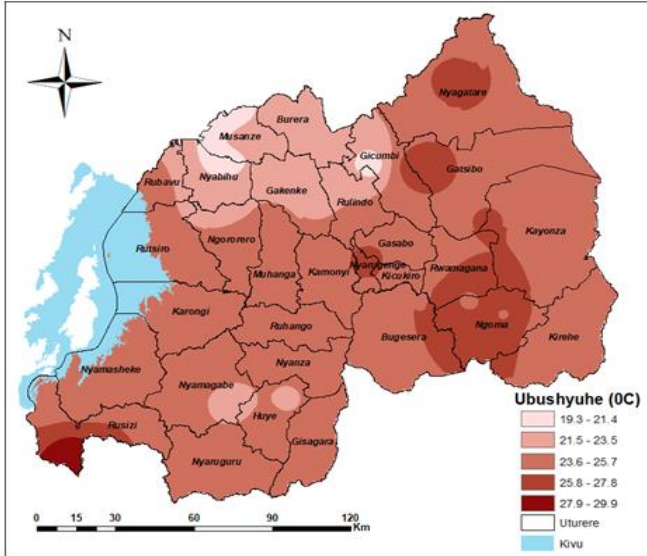 N
Nyagatare
Burera
Musanze
Gicumbi
Gatsibo
Rubavu
Nyabihu
Gakenke
Rulindo
Kayonza
Rutsiro
Ngororero
Gasabo
Nyarugenge
Rwamagana
Muhanga
Kamonyi
Kicukiro
Karongi
Ruhango
Bugesera
Ngoma
Kirehe
Nyamasheke
Nyamagabe
Nyanza
Huye
Rusizi
Gisagara
Nyaruguru
Ubushyuhe (0C)
19.3 - 21.4
21.5 - 23.5
23.6 - 25.7
25.8 - 27.8
27.9 - 29.9
Uturere
Kivu
0 15 30 60 90 120
Km